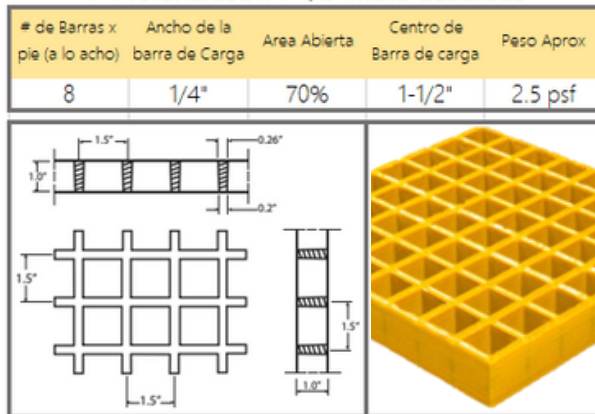 # de Barras x pie (a lo acho)
Ancho de la barra de Carga
Area Abierta
Centro de Barra de carga
Peso Aprox
8
1/4"
70%
1-1/2"
2.5 psf
1.5"
0.26"
1.0"
0.2"
1.5"
1.5"
1.5"
1.0"